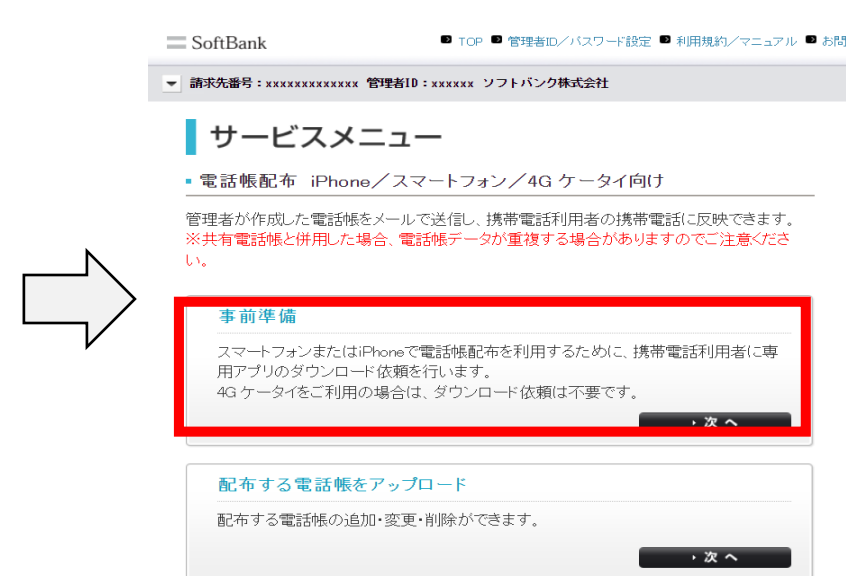 SoftBank
TOP 管理者ID／パスワード設定 利用規約／マニュアル お問
請求先番号：xxxxxxxxxxxxx 管理者ID：xxxxxx ソフトバンク株式会社
サービスメニュー
電話帳配布 iPhone／スマートフォン／4G ケータイ向け
管理者が作成した電話帳をメールで送信し、携帯電話利用者の携帯電話に反映できます。
※共有電話帳と併用した場合、電話帳データが重複する場合がありますのでご注意くださ
い。
事前準備
スマートフォンまたはiPhoneで電話帳配布を利用するために、携帯電話利用者に専
用アプリのダウンロード依頼を行います。
4G ケータイをご利用の場合は、ダウンロード依頼は不要です。
次へ
配布する電話帳をアップロード
配布する電話帳の追加・変更・削除ができます。
次へ